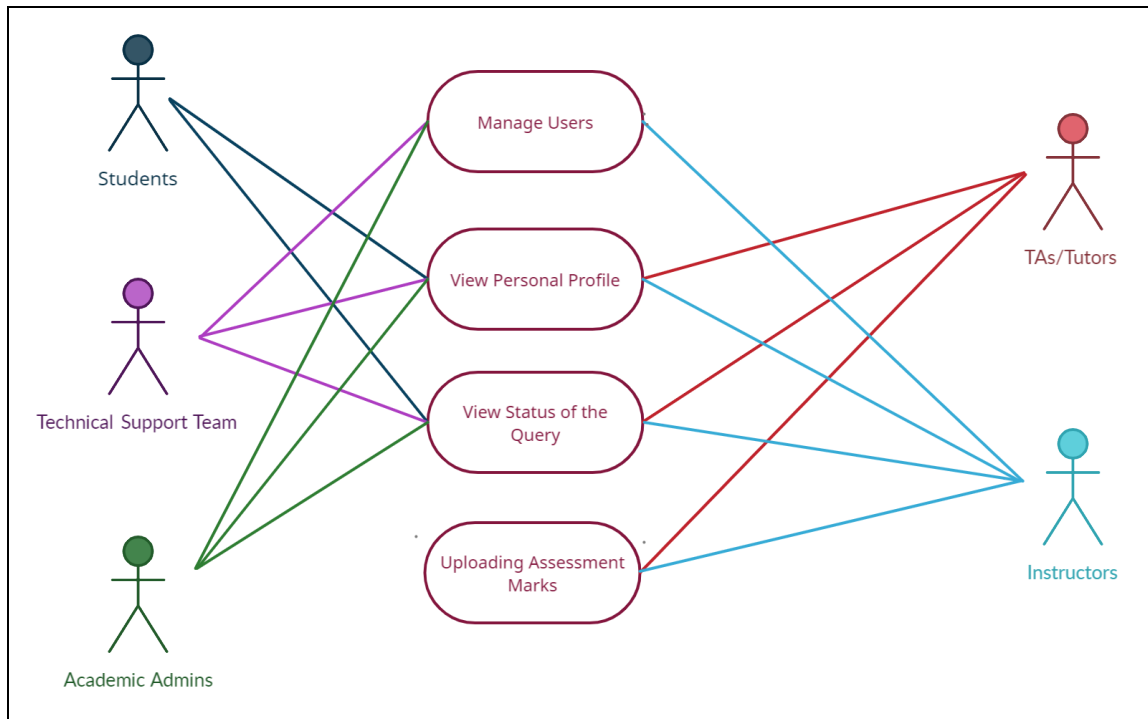 Students
Technical Support Team
Academic Admins
Manage Users
View Personal Profile
View Status of the
Query
Uploading Assessment
Marks
TAs/Tutors
Instructors